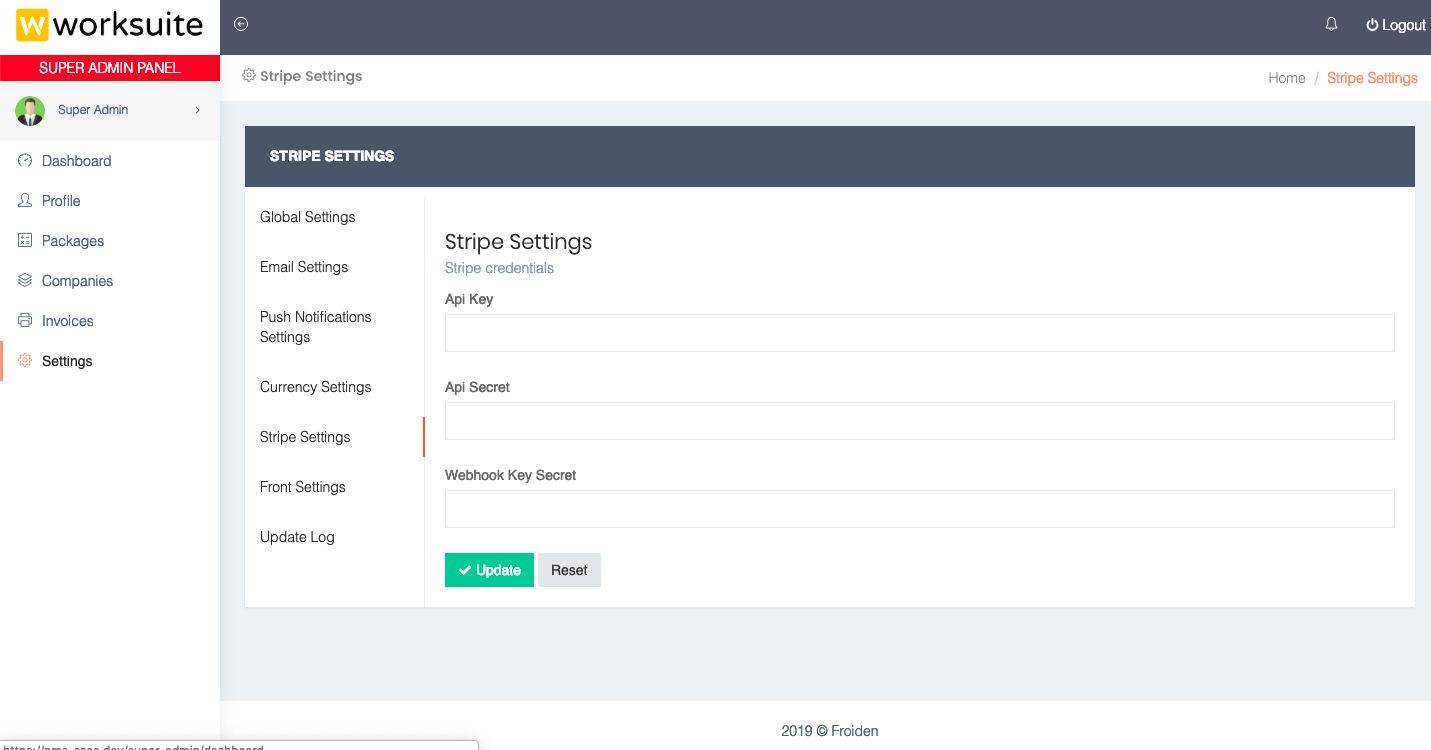 W worksuite
Logout
SUPER ADMIN PANEL
Stripe Settings
Home / Stripe Settings
Super Admin
Dashboard
Profile
Packages
Companies
Invoices
Settings
STRIPE SETTINGS
Global Settings
Email Settings
Push Notifications
Settings
Currency Settings
Stripe Settings
Front Settings
Update Log
Stripe Settings
Stripe credentials
Api Key
Api Secret
Webhook Key Secret
Update
Reset
2019 © Froiden